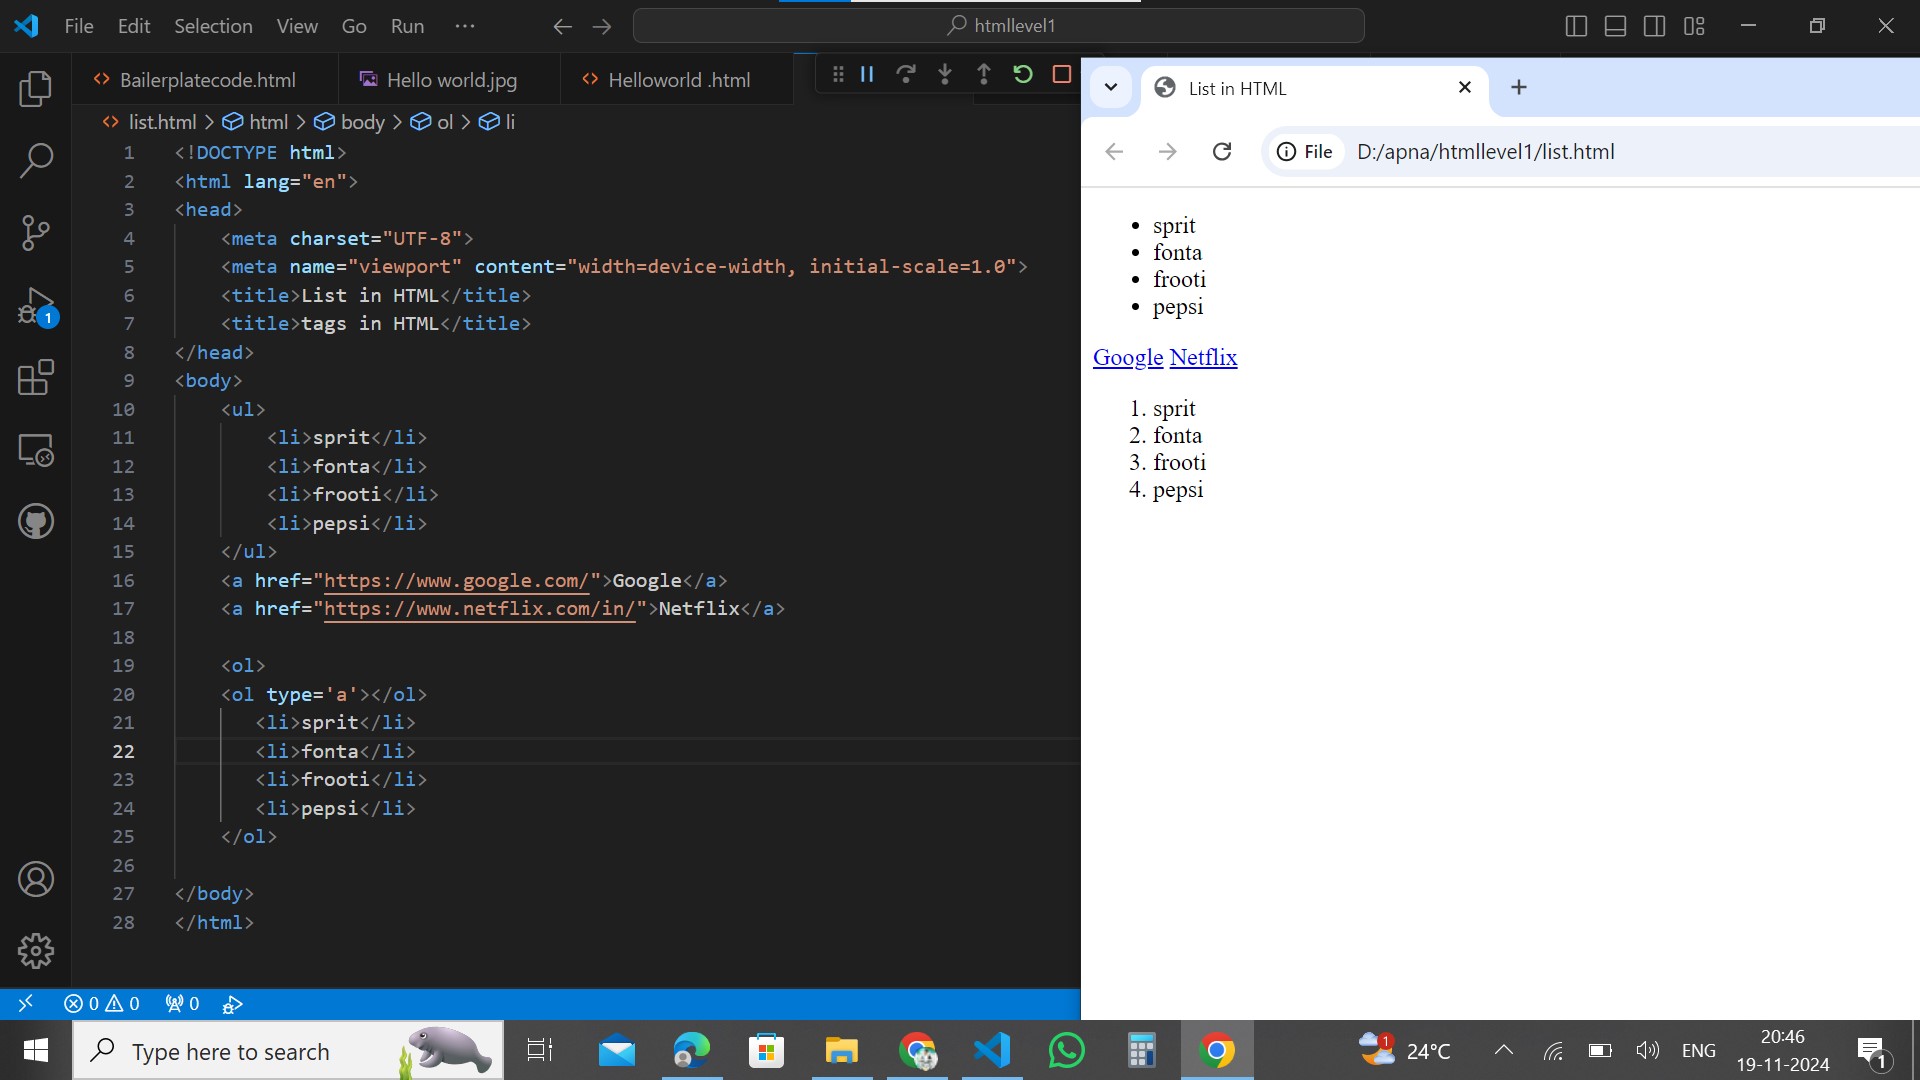 File Edit Selection View Go Run ··· htmllevel1
Bailerplatecode.html Hello world.jpg Helloworld .html
list.html > html > body > ol > li
1 <!DOCTYPE html>
2 <html lang="en">
3 <head>
4 <meta charset="UTF-8">
5 <meta name="viewport" content="width=device-width, initial-scale=1.0">
6 <title>List in HTML</title>
7 <title>tags in HTML</title>
8 </head>
9 <body>
10 <ul>
11 <li>sprit</li>
12 <li>fonta</li>
13 <li>frooti</li>
14 <li>pepsi</li>
15 </ul>
16 <a href="https://www.google.com/">Google</a>
17 <a href="https://www.netflix.com/in/">Netflix</a>
18
19 <ol>
20 <ol type='a'></ol>
21 <li>sprit</li>
22 <li>fonta</li>
23 <li>frooti</li>
24 <li>pepsi</li>
25 </ol>
26
27 </body>
28 </html>
1
0 0 0
List in HTML
File D:/apna/htmllevel1/list.html
• sprit
• fonta
• frooti
• pepsi
Google Netflix
1. sprit
2. fonta
3. frooti
4. pepsi
Type here to search
1 24°C ENG 20:46
19-11-2024
1